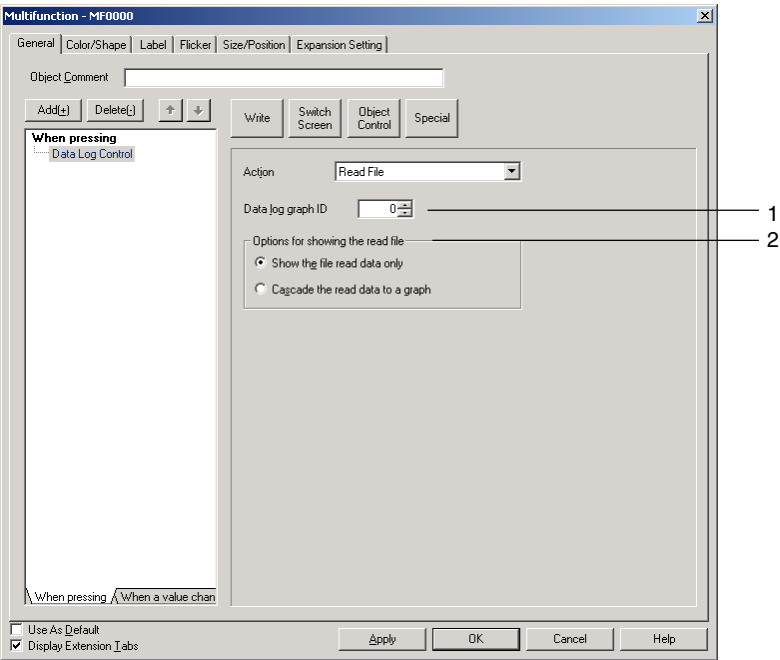 Multifunction - MF0000
General Color/Shape Label Flicker Size/Position Expansion Setting
Object Comment
Add(+) Delete(-)
Write Switch Screen Object Control Special
When pressing
Data Log Control
Action Read File
Data log graph ID 0 1
Options for showing the read file 2
Show the file read data only
Cascade the read data to a graph
When pressing When a value chan
Use As Default
Display Extension Tabs
Apply OK Cancel Help